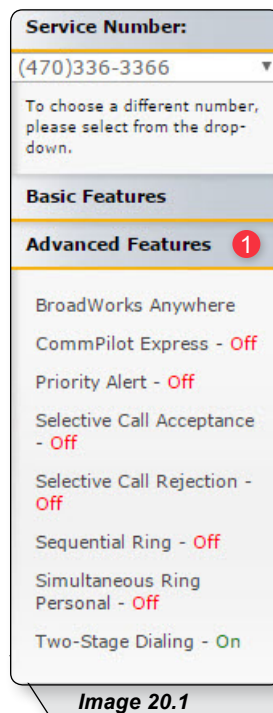 Service Number:
(470)336-3366
To choose a different number,
please select from the drop-
down.
Basic Features
Advanced Features 1
BroadWorks Anywhere
CommPilot Express - Off
Priority Alert - Off
Selective Call Acceptance
- Off
Selective Call Rejection -
Off
Sequential Ring - Off
Simultaneous Ring
Personal - Off
Two-Stage Dialing - On
Image 20.1